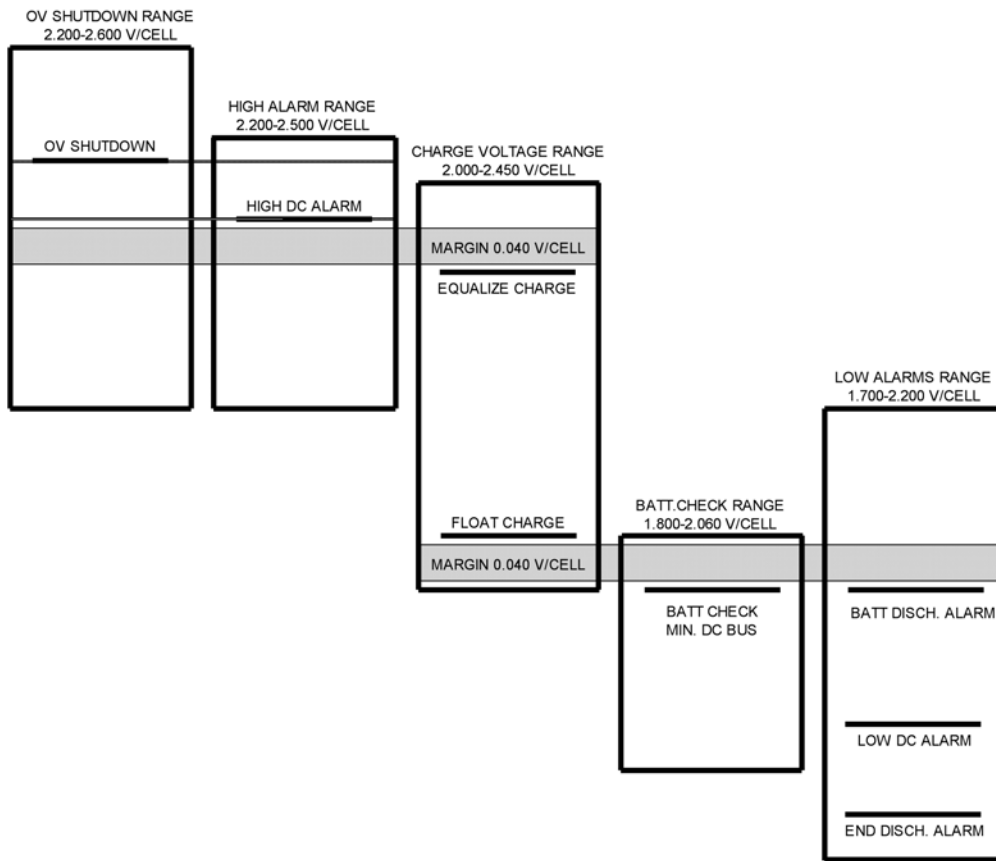 OV SHUTDOWN RANGE
2.200-2.600 V/CELL
OV SHUTDOWN
HIGH ALARM RANGE
2.200-2.500 V/CELL
HIGH DC ALARM
CHARGE VOLTAGE RANGE
2.000-2.450 V/CELL
MARGIN 0.040 V/CELL
EQUALIZE CHARGE
FLOAT CHARGE
MARGIN 0.040 V/CELL
BATT.CHECK RANGE
1.800-2.060 V/CELL
BATT CHECK
MIN. DC BUS
LOW ALARMS RANGE
1.700-2.200 V/CELL
BATT DISCH. ALARM
LOW DC ALARM
END DISCH. ALARM